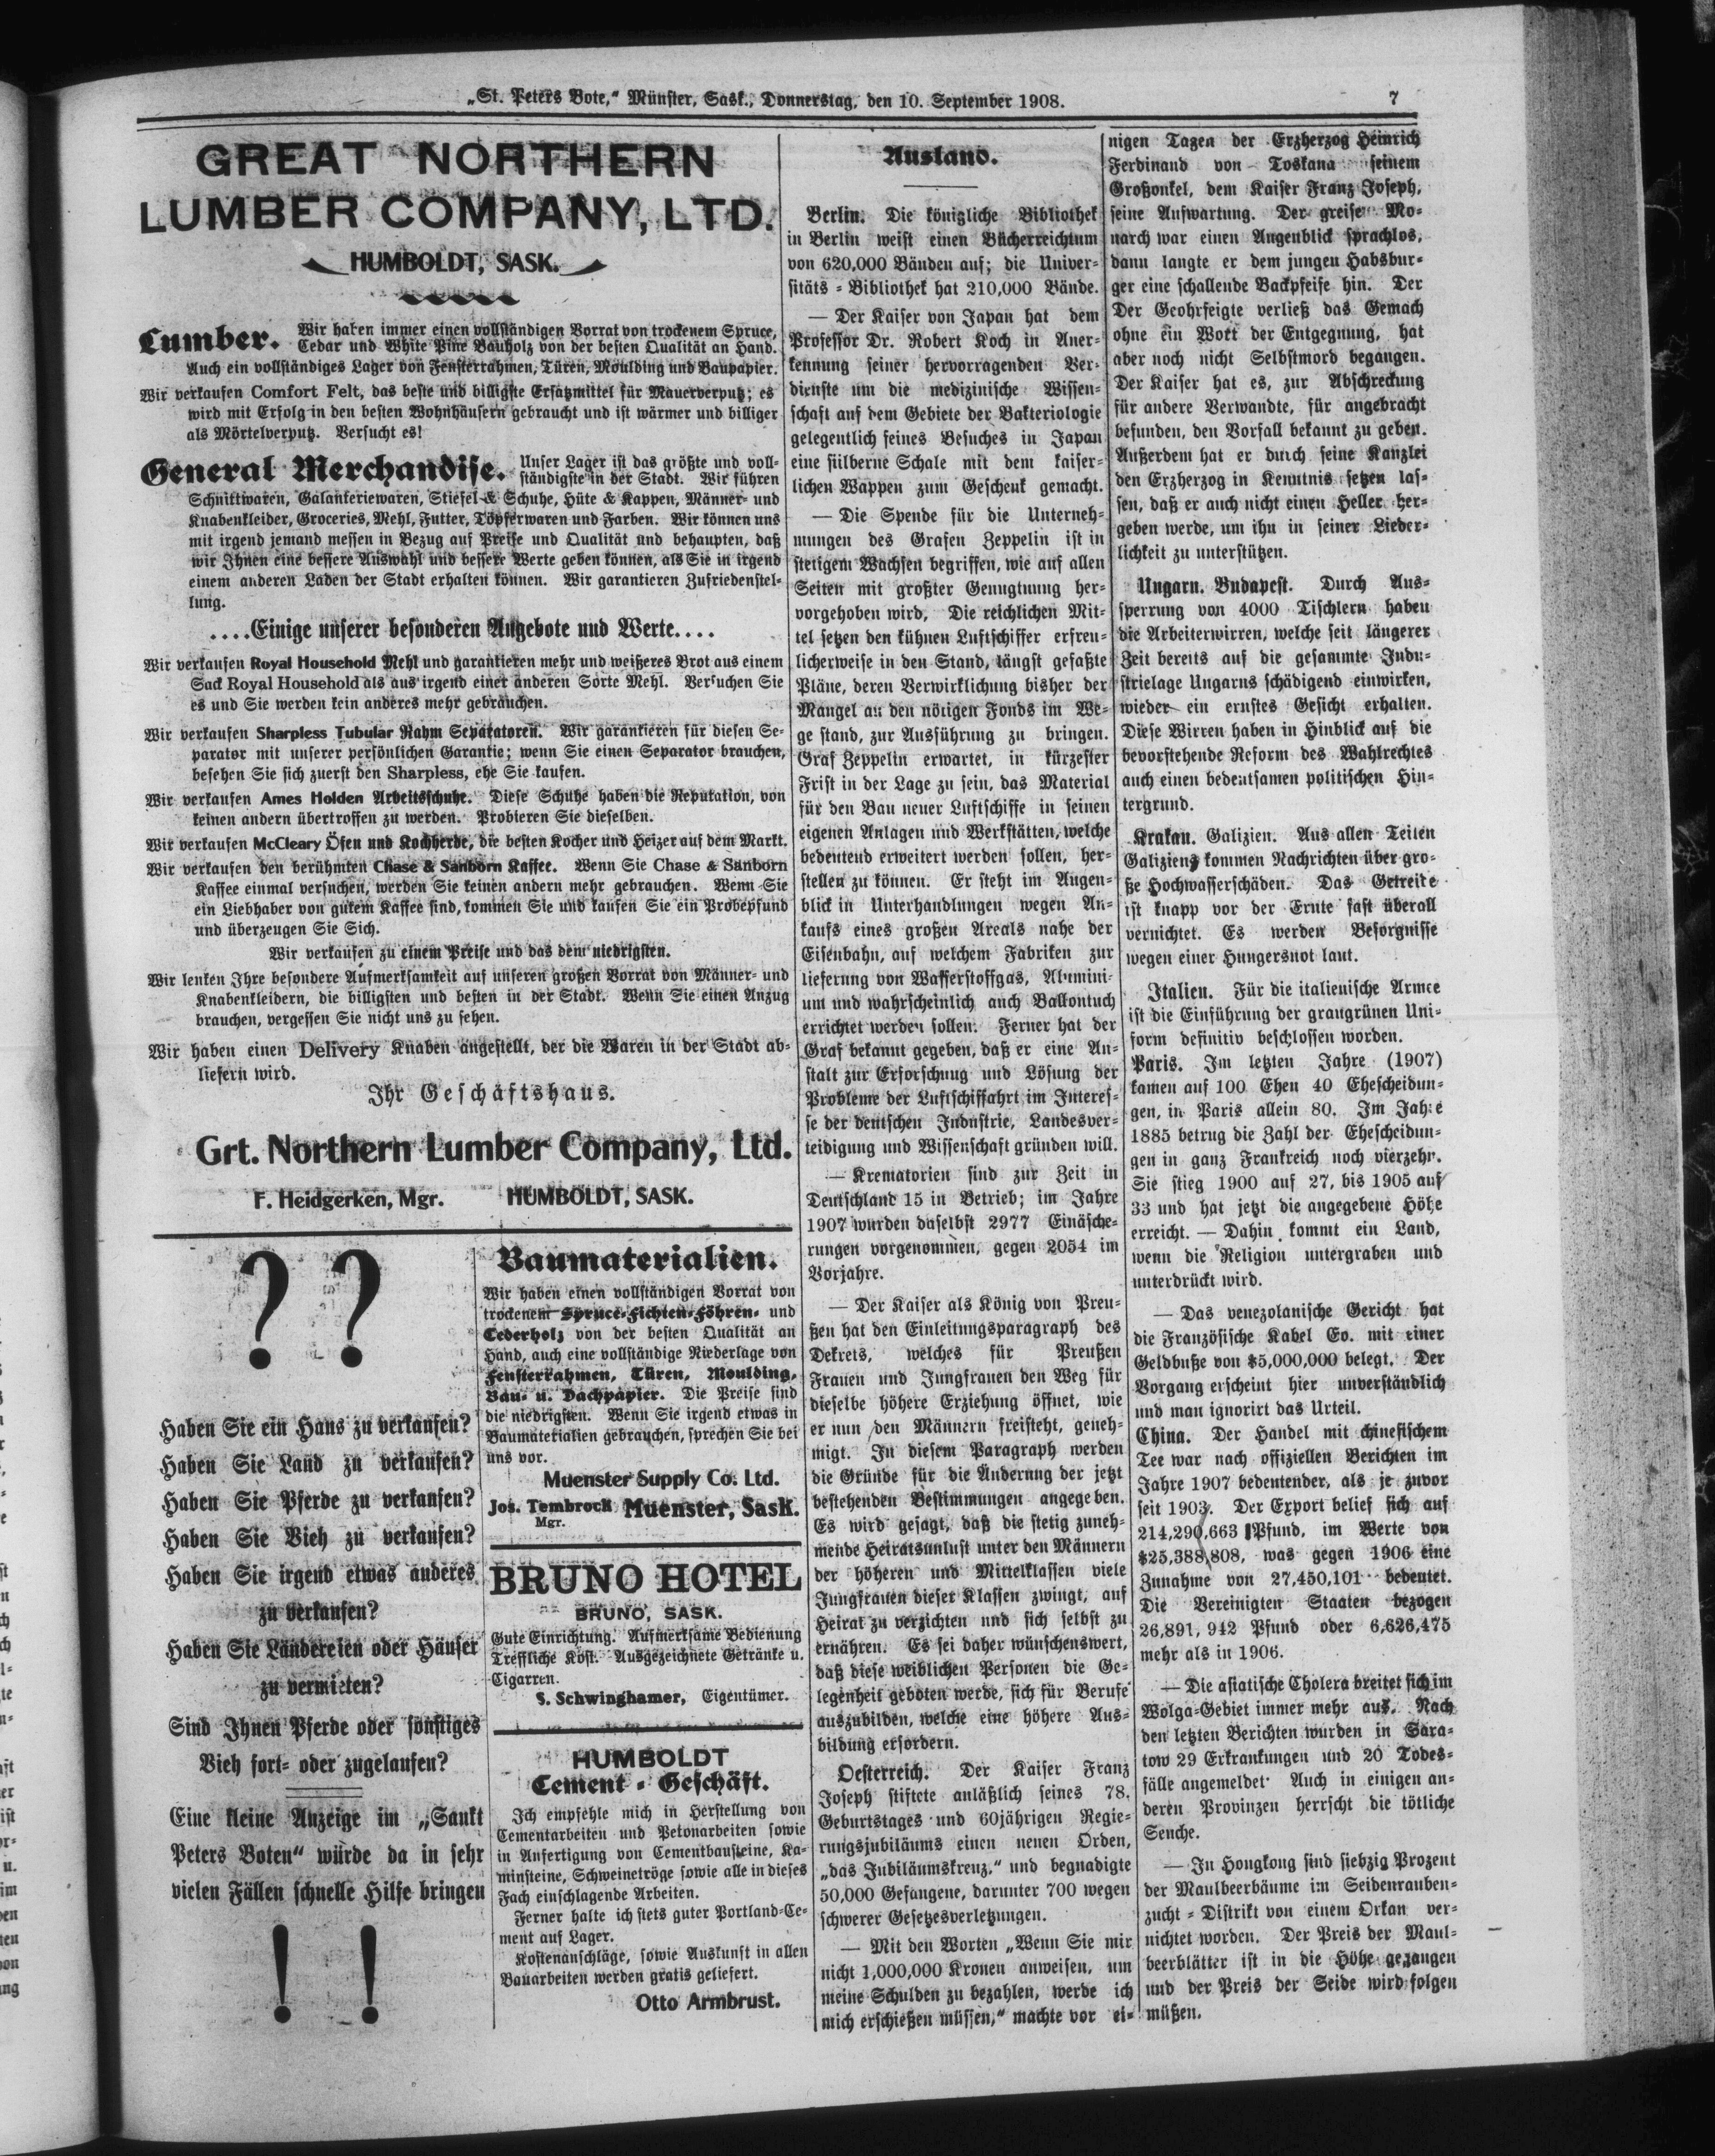 „St. Peters Bote,“ Münster, Sask., Donnerstag, den 10. September 1908.
7
GREAT NORTHERN
LUMBER COMPANY, LTD.
HUMBOLDT, SASK.
Lumber. Wir haben immer einen vollständigen Vorrat von trockenem Spruce,
Cedar und White Pine Bauholz von der besten Qualität an Hand.
Auch ein vollständiges Lager von Fensterrahmen, Türen, Moulding und Baupapier.
Wir verkaufen Comfort Felt, das beste und billigste Ersatzmittel für Mauerverputz; es
wird mit Erfolg in den besten Wohnhäusern gebraucht und ist wärmer und billiger
als Mörtelverputz. Versucht es!
General Merchandise. Unser Lager ist das größte und voll-
ständigste in der Stadt. Wir führen
Schnittwaren, Galanteriewaren, Stiefel & Schuhe, Hüte & Kappen, Männer- und
Knabenkleider, Groceries, Mehl, Futter, Töpferwaren und Farben. Wir können uns
mit irgend jemand messen in Bezug auf Preise und Qualität und behaupten, daß
wir Ihnen eine bessere Auswahl und bessere Werte geben können, als Sie in irgend
einem anderen Laden der Stadt erhalten können. Wir garantieren Zufriedenstel-
lung.
....Einige unserer besonderen Angebote und Werte....
Wir verkaufen Royal Household Mehl und garantieren mehr und weißeres Brot aus einem
Sack Royal Household als aus irgend einer anderen Sorte Mehl. Versuchen Sie
es und Sie werden kein anderes mehr gebrauchen.
Wir verkaufen Sharpless Tubular Rahm Separatoren. Wir garantieren für diesen Se-
parator mit unserer persönlichen Garantie; wenn Sie einen Separator brauchen,
besehen Sie sich zuerst den Sharpless, ehe Sie kaufen.
Wir verkaufen Ames Holden Arbeitsschuhe. Diese Schuhe haben die Reputation, von
keinen andern übertroffen zu werden. Probieren Sie dieselben.
Wir verkaufen McCleary Öfen und Kochherde, die besten Kocher und Heizer auf dem Markt.
Wir verkaufen den berühmten Chase & Sanborn Kaffee. Wenn Sie Chase & Sanborn
Kaffee einmal versuchen, werden Sie keinen andern mehr gebrauchen. Wenn Sie
ein Liebhaber von gutem Kaffee sind, kommen Sie und kaufen Sie ein Probepfund
und überzeugen Sie Sich.
Wir verkaufen zu einem Preise und das dem niedrigsten.
Wir lenken Ihre besondere Aufmerksamkeit auf unseren großen Vorrat von Männer- und
Knabenkleidern, die billigsten und besten in der Stadt. Wenn Sie einen Anzug
brauchen, vergessen Sie nicht uns zu sehen.
Wir haben einen Delivery Knaben angestellt, der die Waren in der Stadt ab-
liefern wird.
Ihr Geschäftshaus.
Grt. Northern Lumber Company, Ltd.
F. Heidgerken, Mgr. HUMBOLDT, SASK.
? ?
Haben Sie ein Haus zu verkaufen?
Haben Sie Land zu verkaufen?
Haben Sie Pferde zu verkaufen?
Haben Sie Vieh zu verkaufen?
Haben Sie irgend etwas anderes
zu verkaufen?
Haben Sie Ländereien oder Häuser
zu vermieten?
Sind Ihnen Pferde oder sonstiges
Vieh fort- oder zugelaufen?
Eine kleine Anzeige im „Sankt
Peters Boten“ würde da in sehr
vielen Fällen schnelle Hilfe bringen
! !
Baumaterialien.
Wir haben einen vollständigen Vorrat von
trockenem Spruce-Fichten-Föhren- und
Cederholz von der besten Qualität an
Hand, auch eine vollständige Niederlage von
Fensterrahmen, Türen, Moulding,
Bau- u. Dachpapier. Die Preise sind
die niedrigsten. Wenn Sie irgend etwas in
Baumaterialien gebrauchen, sprechen Sie bei
uns vor.
Muenster Supply Co. Ltd.
Jos. Tembrock Muenster, Sask.
Mgr.
BRUNO HOTEL
BRUNO, SASK.
Gute Einrichtung. Aufmerksame Bedienung
Treffliche Kost. Ausgezeichnete Getränke u.
Cigarren.
S. Schwinghamer, Eigentümer.
HUMBOLDT
Cement - Geschäft.
Ich empfehle mich in Herstellung von
Cementarbeiten und Petonarbeiten sowie
in Anfertigung von Cementbausteine, Ka-
minsteine, Schweinetröge sowie alle in dieses
Fach einschlagende Arbeiten.
Ferner halte ich stets guter Portland-Ce-
ment auf Lager.
Kostenanschläge, sowie Auskunft in allen
Bauarbeiten werden gratis geliefert.
Otto Armbrust.
Ausland.
Berlin. Die königliche Bibliothek
in Berlin weist einen Bücherreichtum
von 620,000 Bänden auf; die Univer-
sitäts - Bibliothek hat 210,000 Bände.
— Der Kaiser von Japan hat dem
Professor Dr. Robert Koch in Aner-
kennung seiner hervorragenden Ver-
dienste um die medizinische Wissen-
schaft auf dem Gebiete der Bakteriologie
gelegentlich seines Besuches in Japan
eine silberne Schale mit dem kaiser-
lichen Wappen zum Geschenk gemacht.
— Die Spende für die Unterneh-
mungen des Grafen Zeppelin ist in
stetigem Wachsen begriffen, wie auf allen
Seiten mit großter Genugtnung her-
vorgehoben wird. Die reichlichen Mit-
tel setzen den kühnen Luftschiffer erfreu-
licherweise in den Stand, längst gefaßte
Pläne, deren Verwirklichung bisher der
Mangel an den nötigen Fonds im We-
ge stand, zur Ausführung zu bringen.
Graf Zeppelin erwartet, in kürzester
Frist in der Lage zu sein, das Material
für den Bau neuer Luftschiffe in seinen
eigenen Anlagen und Werkstätten, welche
bedeutend erweitert werden sollen, her-
stellen zu können. Er steht im Augen-
blick in Unterhandlungen wegen An-
kaufs eines großen Areals nahe der
Eisenbahn, auf welchem Fabriken zur
lieferung von Wasserstoffgas, Alumini-
um und wahrscheinlich auch Ballontuch
errichtet werden sollen. Ferner hat der
Graf bekannt gegeben, daß er eine An-
stalt zur Erforschung und Lösung der
Probleme der Luftschiffahrt im Interes-
se der deutschen Industrie, Landesver-
teidigung und Wissenschaft gründen will.
— Krematorien sind zur Zeit in
Deutschland 15 in Betrieb; im Jahre
1907 wurden daselbst 2977 Einäsche-
rungen vorgenommen, gegen 2054 im
Vorjahre.
— Der Kaiser als König von Preu-
ßen hat den Einleitungsparagraph des
Dekrets, welches für Preußen
Frauen und Jungfrauen den Weg für
dieselbe höhere Erziehung öffnet, wie
er nun den Männern freisteht, geneh-
migt. In diesem Paragraph werden
die Gründe für die Änderung der jetzt
bestehenden Bestimmungen angegeben.
Es wird gesagt, daß die stetig zuneh-
mende Heiratsunlust unter den Männern
der höheren und Mittelklassen viele
Jungfrauen dieser Klassen zwingt, auf
Heirat zu verzichten und sich selbst zu
ernähren. Es sei daher wünschenswert,
daß diese weiblichen Personen die Ge-
legenheit geboten werde, sich für Berufe
auszubilden, welche eine höhere Aus-
bildung erfordern.
Oesterreich. Der Kaiser Franz
Joseph stiftete anläßlich seines 78.
Geburtstages und 60jährigen Regie-
rungsjubiläums einen neuen Orden,
„das Jubiläumskreuz,“ und begnadigte
50,000 Gefangene, darunter 700 wegen
schwerer Gesetzesverletzungen.
— Mit den Worten „Wenn Sie mir
nicht 1,000,000 Kronen anweisen, um
meine Schulden zu bezahlen, werde ich
mich erschießen müssen,“ machte vor ei-
nigen Tagen der Erzherzog Heinrich
Ferdinand von Toskana seinem
Großonkel, dem Kaiser Franz Joseph,
seine Aufwartung. Der greise Mo-
narch war einen Augenblick sprachlos,
dann langte er dem jungen Habsbur-
ger eine schallende Backpfeife hin. Der
Der Geohrfeigte verließ das Gemach
ohne ein Wort der Entgegnung, hat
aber noch nicht Selbstmord begangen.
Der Kaiser hat es, zur Abschreckung
für andere Verwandte, für angebracht
befunden, den Vorfall bekannt zu geben.
Außerdem hat er durch seine Kanzlei
den Erzherzog in Kenntnis setzen las-
sen, daß er auch nicht einen Heller her-
geben werde, um ihn in seiner Lieder-
lichkeit zu unterstützen.
Ungarn. Budapest. Durch Aus-
sperrung von 4000 Tischlern haben
die Arbeiterwirren, welche seit längerer
Zeit bereits auf die gesammte Indu-
strielage Ungarns schädigend einwirken,
wieder ein ernstes Gesicht erhalten.
Diese Wirren haben in Hinblick auf die
bevorstehende Reform des Wahlrechtes
auch einen bedeutsamen politischen Hin-
tergrund.
Krakau. Galizien. Aus allen Teilen
Galiziens kommen Nachrichten über gro-
ße Hochwasserschäden. Das Getreide
ist knapp vor der Ernte fast überall
vernichtet. Es werden Besorgnisse
wegen einer Hungersnot laut.
Italien. Für die italienische Armee
ist die Einführung der graugrünen Uni-
form definitiv beschlossen worden.
Paris. Im letzten Jahre (1907)
kamen auf 100 Ehen 40 Ehescheidun-
gen, in Paris allein 80. Im Jahre
1885 betrug die Zahl der Ehescheidun-
gen in ganz Frankreich noch vierzehn.
Sie stieg 1900 auf 27, bis 1905 auf
33 und hat jetzt die angegebene Höhe
erreicht. — Dahin kommt ein Land,
wenn die Religion untergraben und
unterdrückt wird.
— Das venezolanische Gericht hat
die Französische Kabel Co. mit einer
Geldbuße von $5,000,000 belegt. Der
Vorgang erscheint hier unverständlich
und man ignorirt das Urteil.
China. Der Handel mit chinesischem
Tee war nach offiziellen Berichten im
Jahre 1907 bedeutender, als je zuvor
seit 1903. Der Export belief sich auf
214,290,663 Pfund, im Werte von
$25,388,808, was gegen 1906 eine
Zunahme von 27,450,101 bedeutet.
Die Vereinigten Staaten bezogen
26,891,942 Pfund oder 6,626,475
mehr als in 1906.
— Die asiatische Cholera breitet sich im
Wolga-Gebiet immer mehr aus. Nach
den letzten Berichten wurden in Sara-
tow 29 Erkrankungen und 20 Todes-
fälle angemeldet. Auch in einigen an-
deren Provinzen herrscht die tötliche
Seuche.
— In Hongkong sind siebzig Prozent
der Maulbeerbäume im Seidenrauben-
zucht - Distrikt von einem Orkan ver-
nichtet worden. Der Preis der Maul-
beerblätter ist in die Höhe gegangen
und der Preis der Seide wird folgen
müßen.